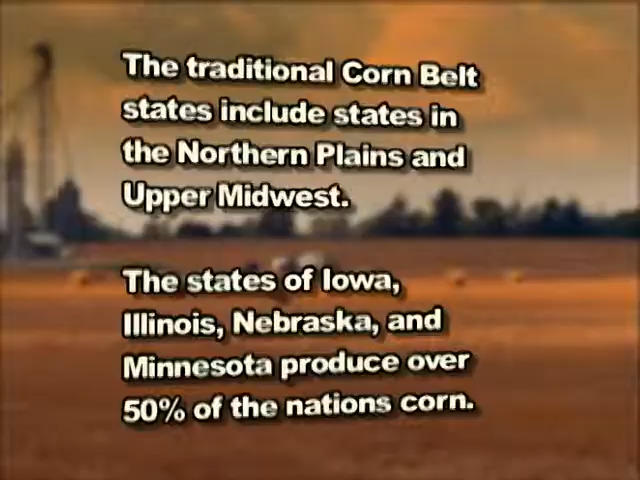 The traditional Corn Belt
states include states in
the Northern Plains and
Upper Midwest.
The states of Iowa,
Illinois, Nebraska, and
Minnesota produce over
50% of the nations corn.